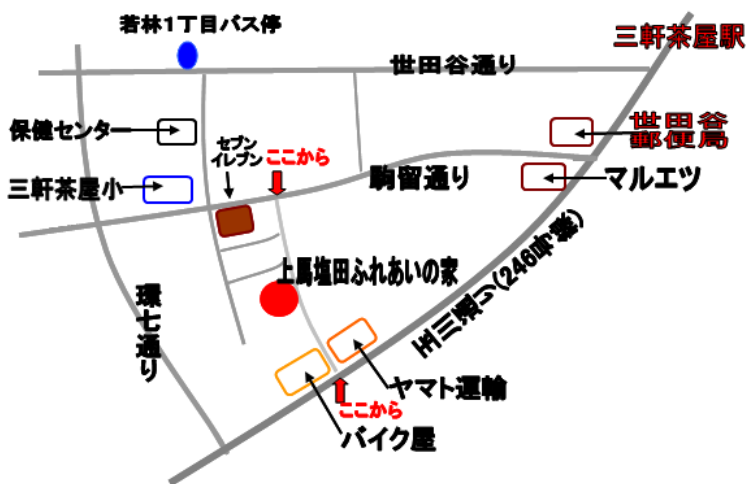 若林1丁目バス停
三軒茶屋駅
世田谷通り
保健センター
セブン
イレブン
ここから
世田谷
郵便局
三軒茶屋小
駒留通り
マルエツ
上馬塩田ふれあいの家
環七通り
玉川通り(246号線)
ヤマト運輸
ここから
バイク屋